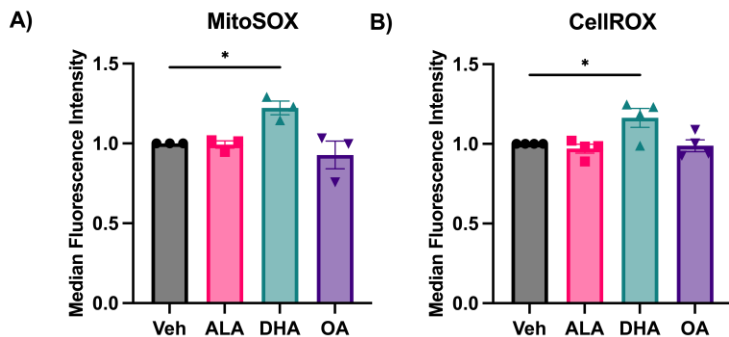 A) MitoSOX
Median Fluorescence Intensity
1.5
1.0
0.5
0.0
*
Veh ALA DHA OA
B) CellROX
Median Fluorescence Intensity
1.5
1.0
0.5
0.0
*
Veh ALA DHA OA